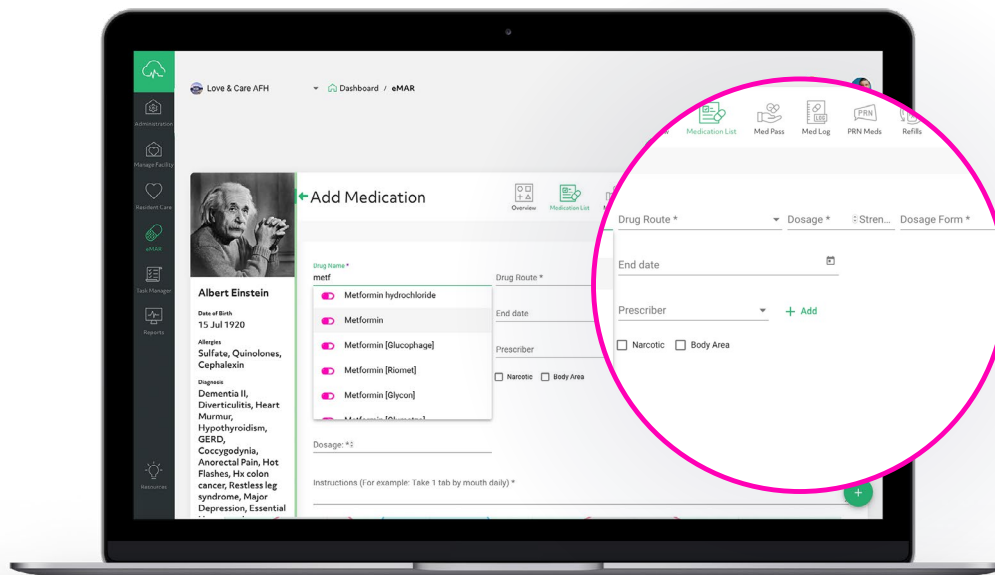 Love & Care AFH
Dashboard / eMAR
Administration
Manage Facility
Resident Care
eMAR
Task Manager
Reports
Resources
Albert Einstein
Date of Birth
15 Jul 1920
Allergies
Sulfate, Quinolones,
Cephalexin
Diagnosis
Dementia II,
Diverticulitis, Heart
Murmur,
Hypothyroidism,
GERD,
Coccygodynia,
Anorectal Pain, Hot
Flashes, Hx colon
cancer, Restless leg
syndrome, Major
Depression, Essential
Add Medication
Overview
Medication List
Drug Name *
metf
Metformin hydrochloride
Metformin
Metformin [Glucophage]
Metformin [Riomet]
Metformin [Glycon]
Drug Route *
End date
Prescriber
Narcotic Body Area
Dosage: *
Instructions (For example: Take 1 tab by mouth daily) *
Medication List
Med Pass
LOG
Med Log
PRN
PRN Meds
Refills
Drug Route * Dosage * Stren... Dosage Form *
End date
Prescriber + Add
Narcotic Body Area
+